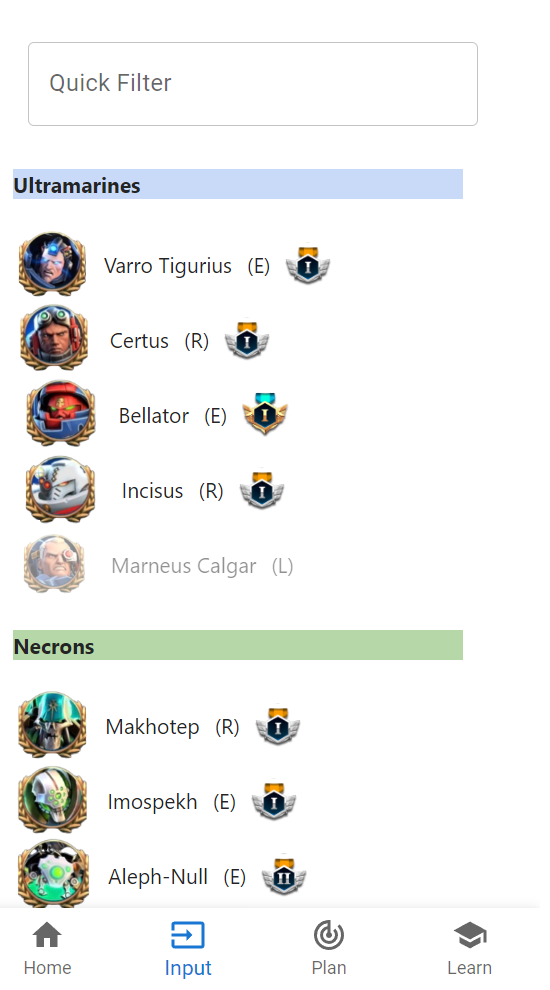 Quick Filter
Ultramarines
Varro Tigurius (E) I
Certus (R) I
Bellator (E) I
Incisus (R) I
Marneus Calgar (L)
Necrons
Makhotep (R) I
Imospekh (E) I
Aleph-Null (E) III
Home Input Plan Learn